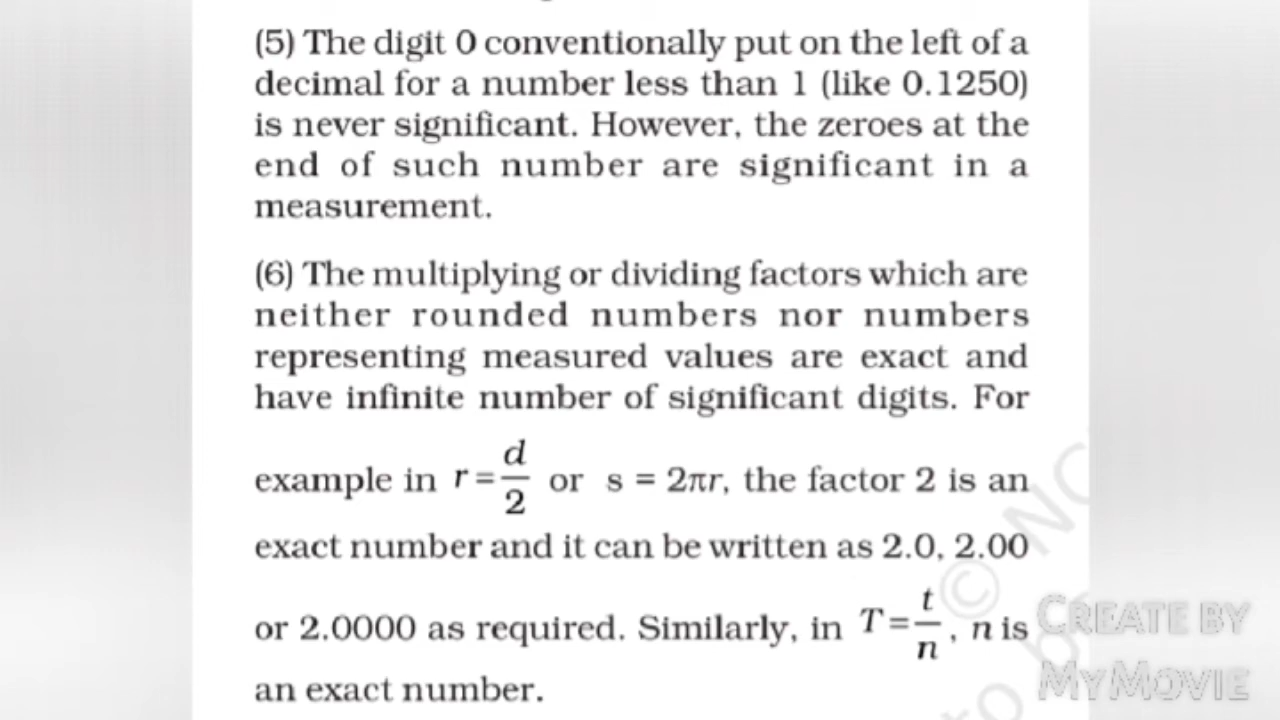 (5) The digit 0 conventionally put on the left of a
decimal for a number less than 1 (like 0.1250)
is never significant. However, the zeroes at the
end of such number are significant in a
measurement.
(6) The multiplying or dividing factors which are
neither rounded numbers nor numbers
representing measured values are exact and
have infinite number of significant digits. For
example in r = d/2 or s = 2πr, the factor 2 is an
exact number and it can be written as 2.0, 2.00
or 2.0000 as required. Similarly, in T = t/n, n is
an exact number.
© NC
to b
CREATE BY
MYMOVIE